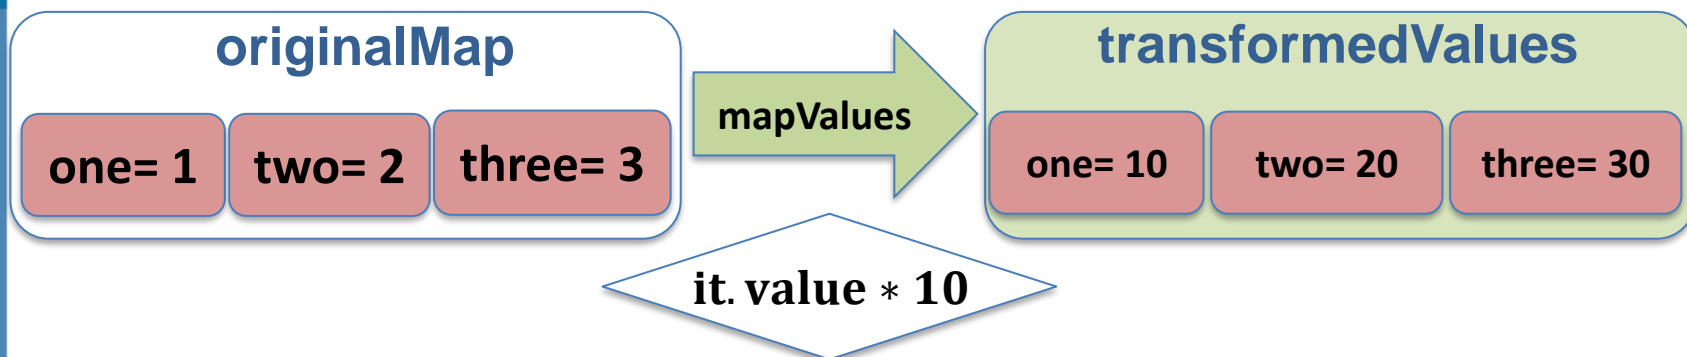 originalMap
one= 1
two= 2
three= 3
mapValues
transformedValues
one= 10
two= 20
three= 30
it. value ∗ 10